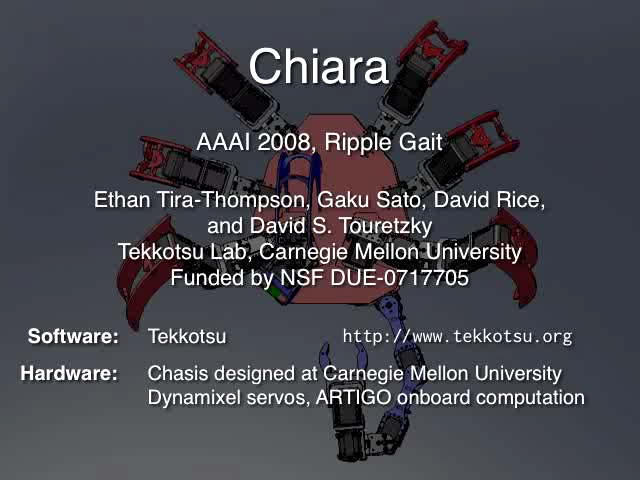 Chiara
AAAI 2008, Ripple Gait
Ethan Tira-Thompson, Gaku Sato, David Rice,
and David S. Touretzky
Tekkotsu Lab, Carnegie Mellon University
Funded by NSF DUE-0717705
Software: Tekkotsu http://www.tekkotsu.org
Hardware: Chasis designed at Carnegie Mellon University
Dynamixel servos, ARTIGO onboard computation